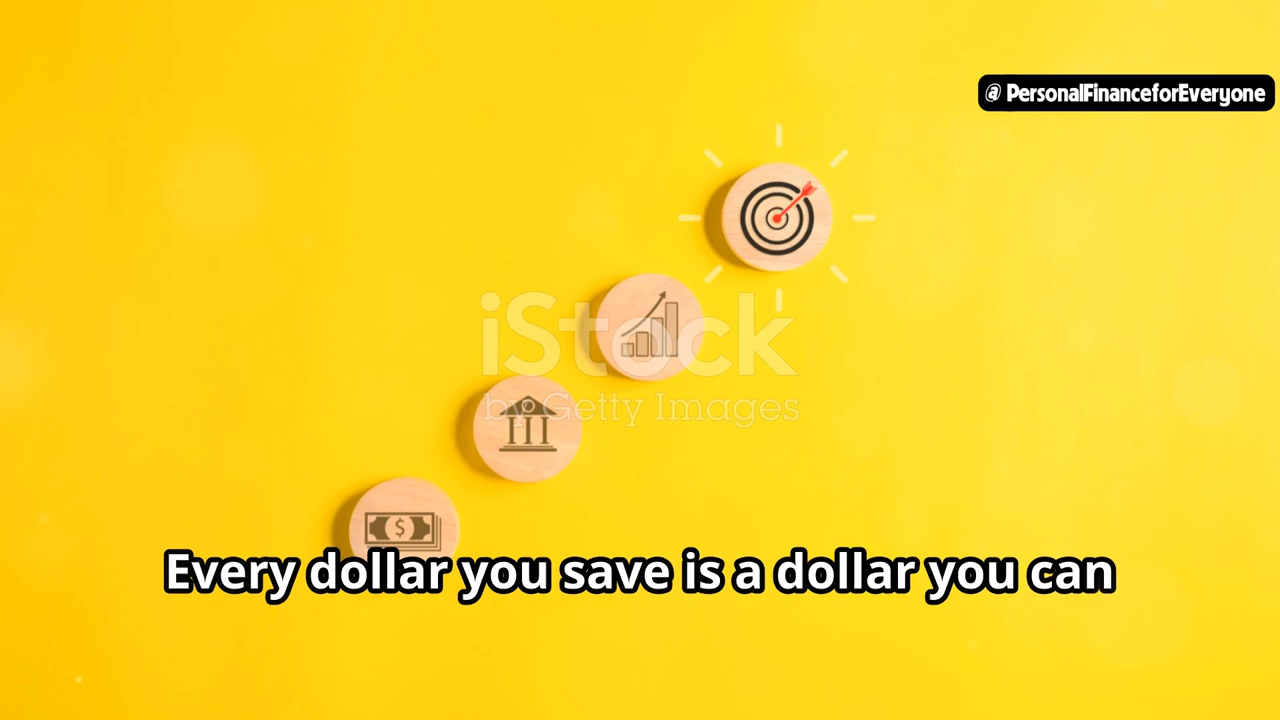 @ PersonalFinanceforEveryone
iStock
by Getty Images
$
Every dollar you save is a dollar you can